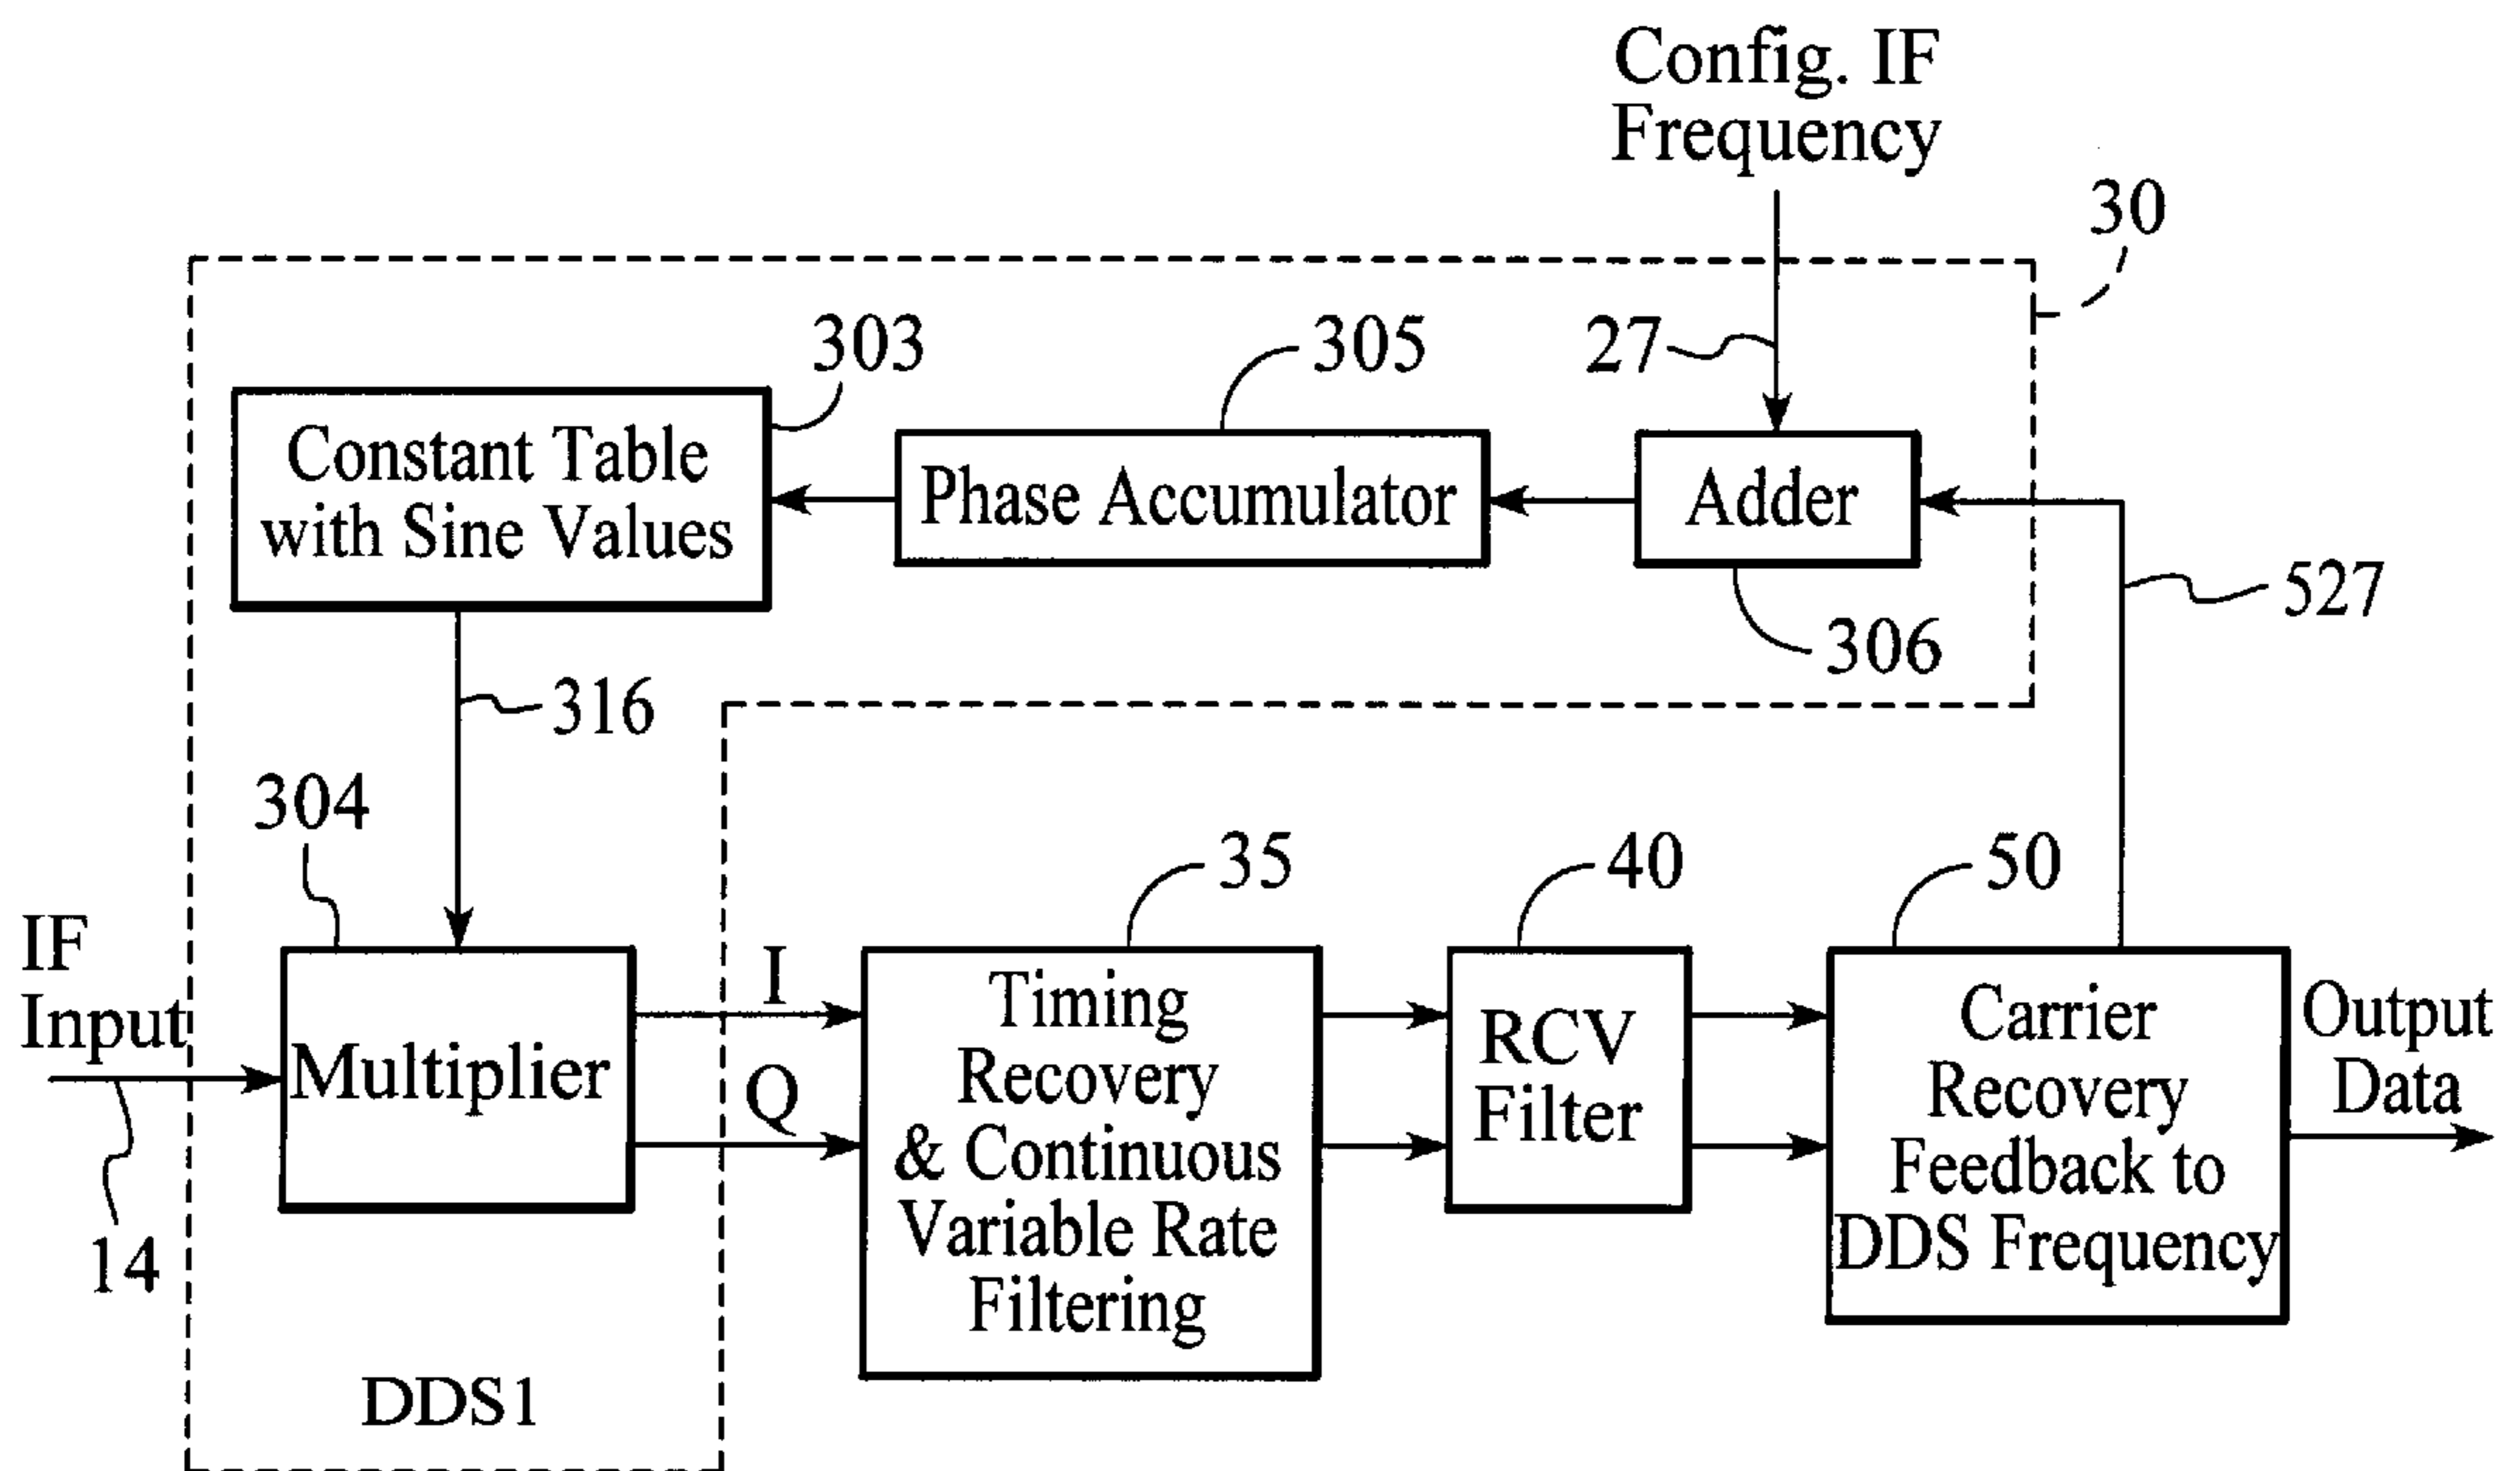 Config. IF
Frequency
30
303
305
27
Constant Table
with Sine Values
Phase Accumulator
Adder
527
306
316
304
35
40
50
IF
Input
I
Q
14
Multiplier
Timing
Recovery
& Continuous
Variable Rate
Filtering
RCV
Filter
Carrier
Recovery
Feedback to
DDS Frequency
Output
Data
DDS1